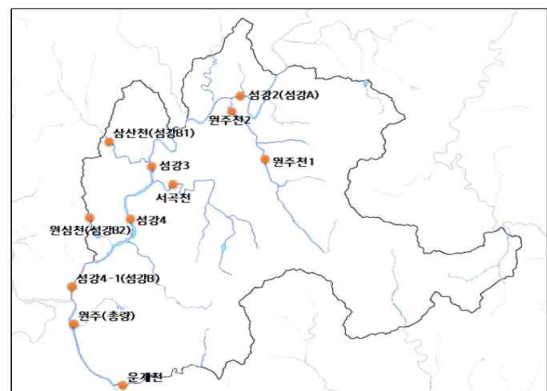 섬강2(섬강A)
원주천2
삼산천(섬강B1)
원주천1
섬강3
서곡천
원심천(섬강B2)
섬강4
섬강4-1(섬강B)
원주(총량)
운계천